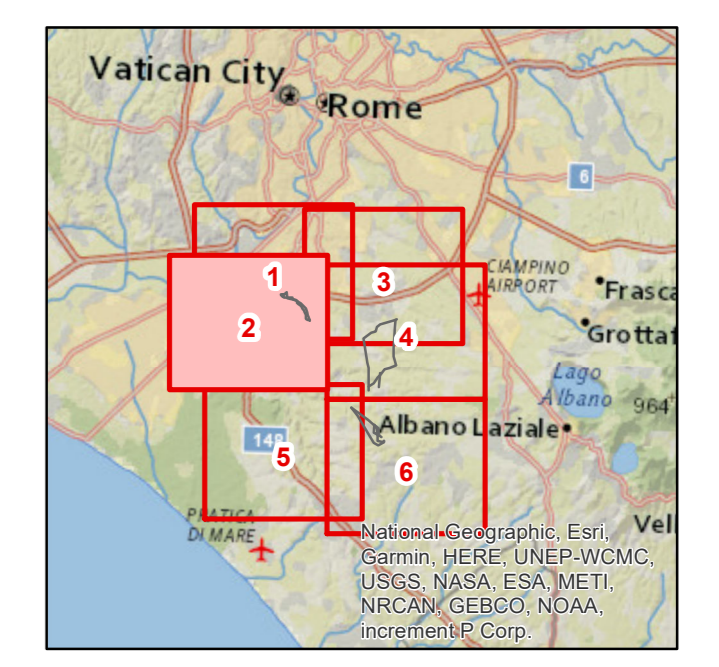 Vatican City
Rome
6
1
3
CIAMPINO
AIRPORT
Frasca
2
4
Grottaf
Lago
Albano
964
148
Albano Laziale
5
6
PRATICA
DI MARE
Vell
National Geographic, Esri,
Garmin, HERE, UNEP-WCMC,
USGS, NASA, ESA, METI,
NRCAN, GEBCO, NOAA,
increment P Corp.